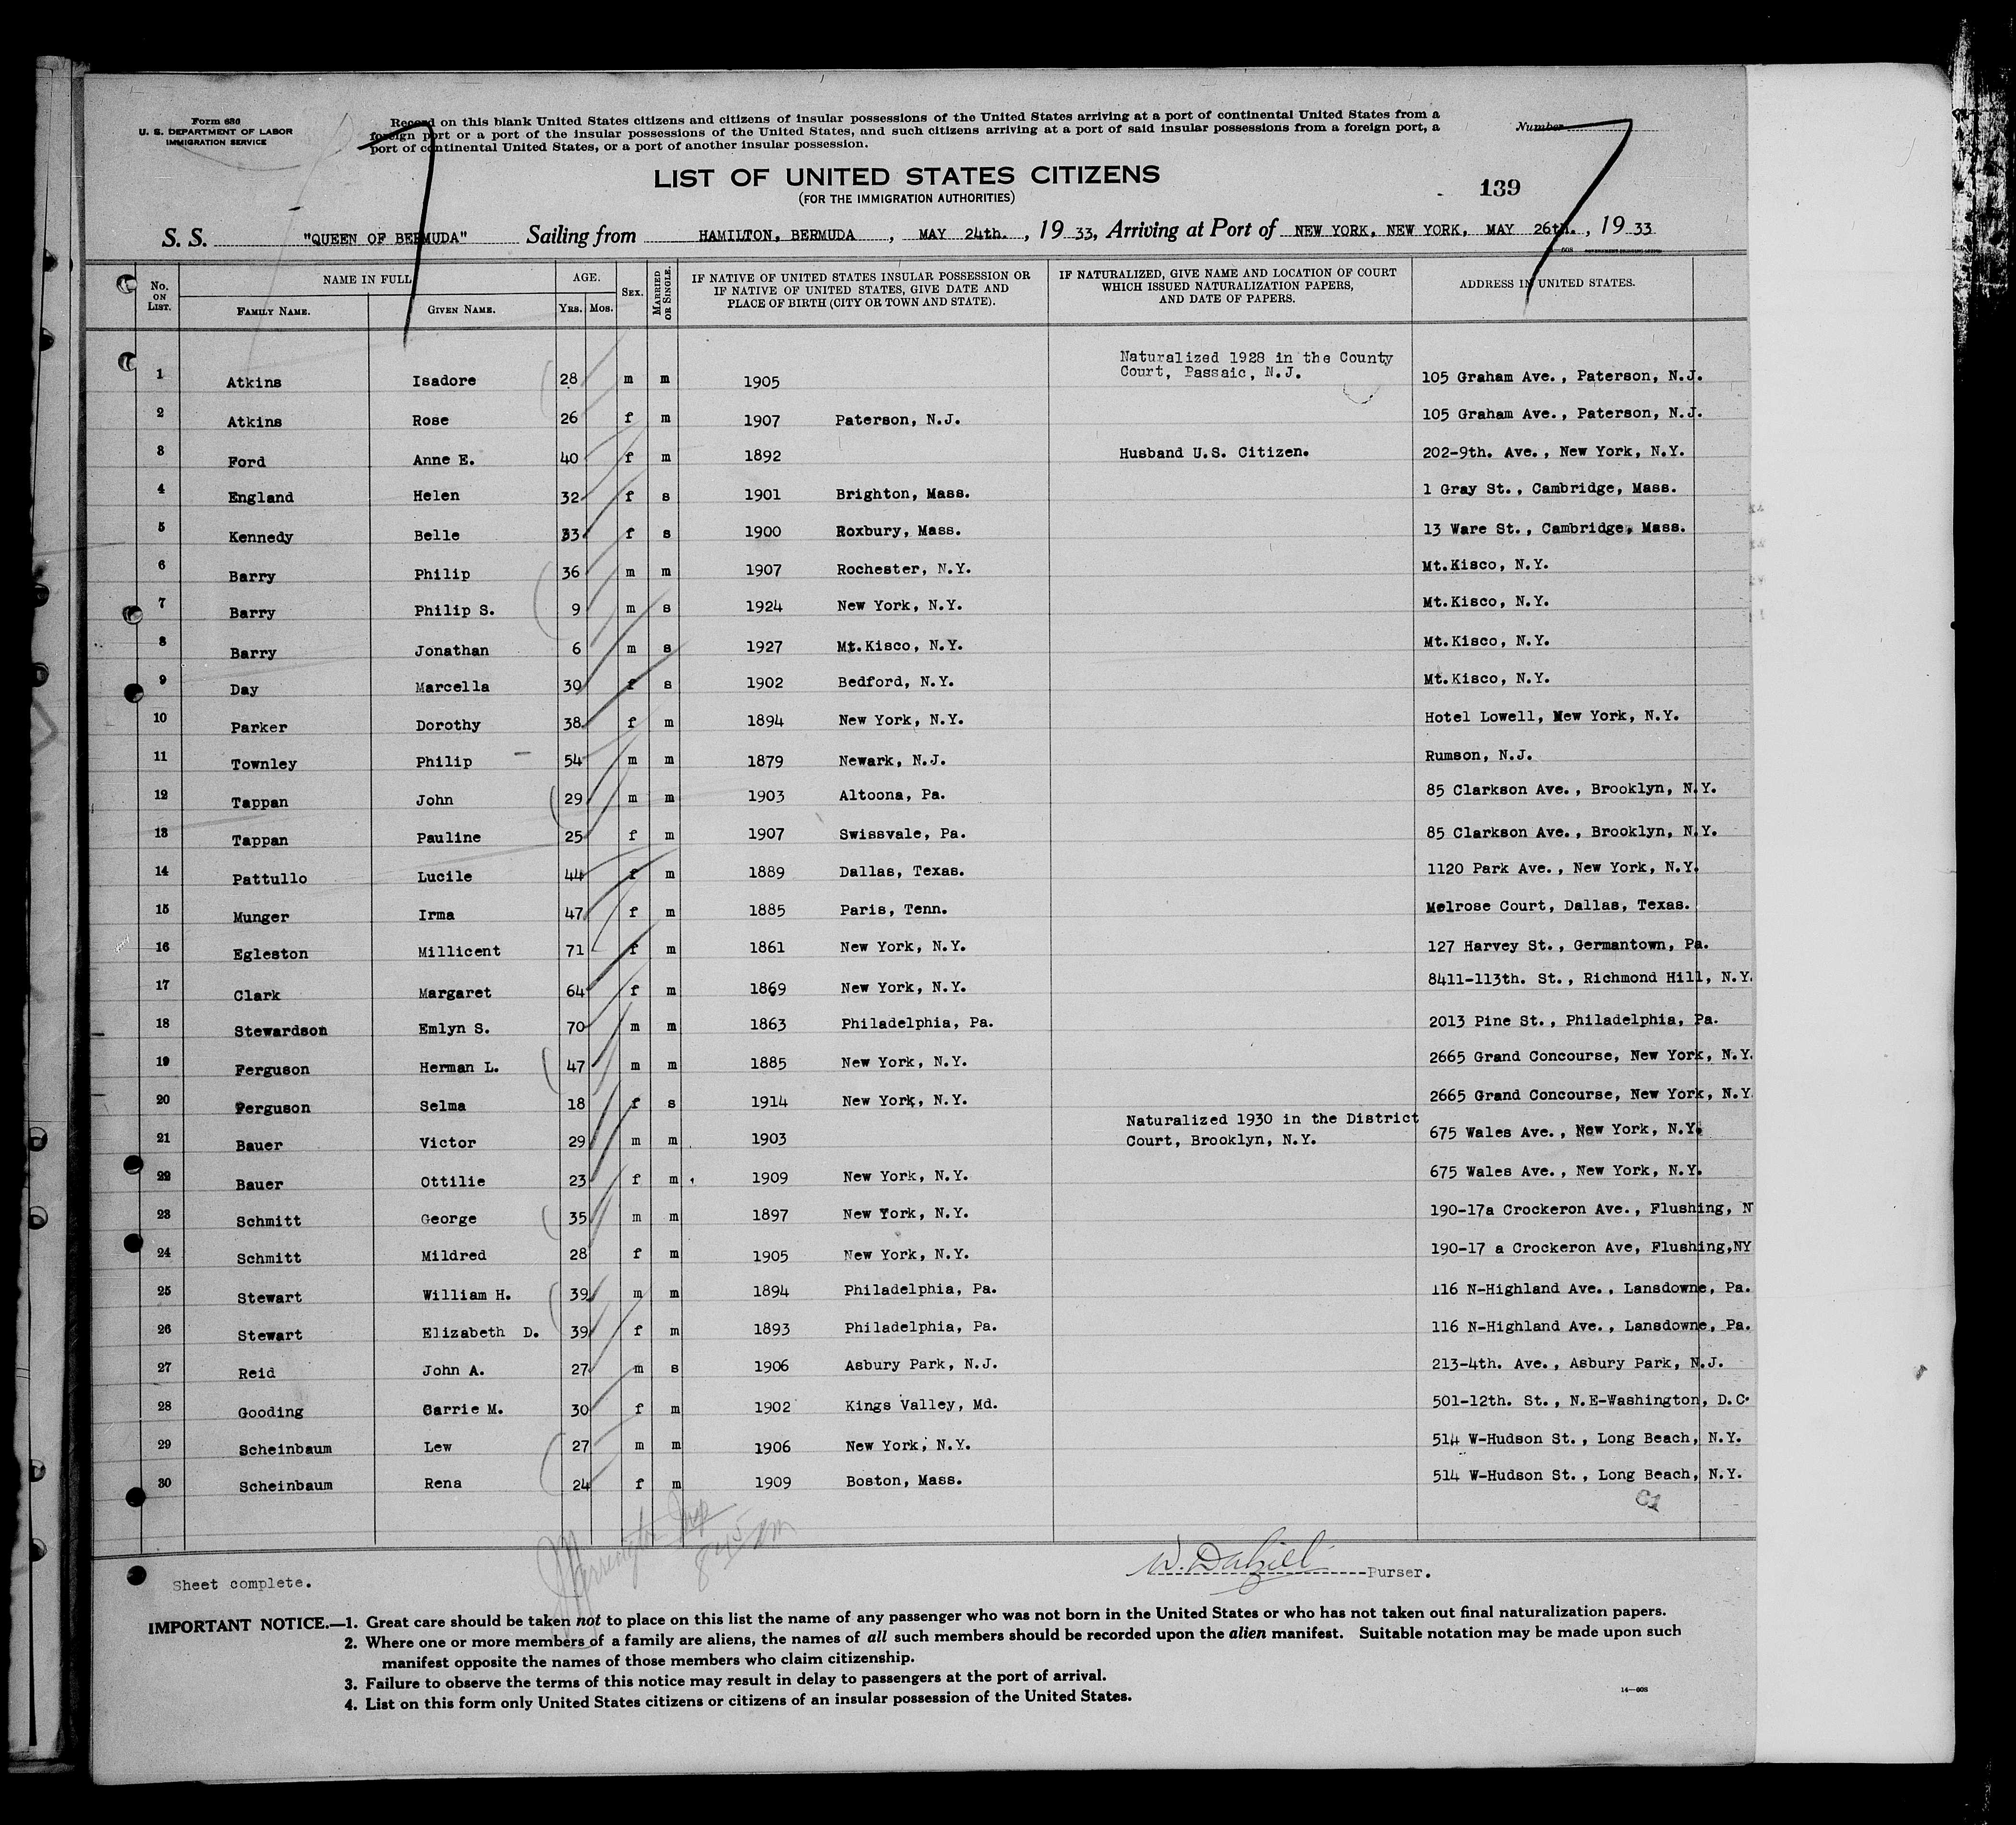 Form 686
U. S. DEPARTMENT OF LABOR
IMMIGRATION SERVICE
Record on this blank United States citizens and citizens of insular possessions of the United States arriving at a port of continental United States from a
foreign port or a port of the insular possessions of the United States, and such citizens arriving at a port of said insular possessions from a foreign port, a
port of continental United States, or a port of another insular possession.
Number
7 7
LIST OF UNITED STATES CITIZENS
(FOR THE IMMIGRATION AUTHORITIES)
139
S. S. "QUEEN OF BERMUDA" Sailing from HAMILTON, BERMUDA, MAY 24th., 19 33, Arriving at Port of NEW YORK, NEW YORK, MAY 26th., 19 33
No. ON LIST. NAME IN FULL FAMILY NAME. GIVEN NAME. AGE. YRS. MOS. SEX. MARRIED OR SINGLE. IF NATIVE OF UNITED STATES INSULAR POSSESSION OR IF NATIVE OF UNITED STATES, GIVE DATE AND PLACE OF BIRTH (CITY OR TOWN AND STATE). IF NATURALIZED, GIVE NAME AND LOCATION OF COURT WHICH ISSUED NATURALIZATION PAPERS, AND DATE OF PAPERS. ADDRESS IN UNITED STATES.
1 Atkins Isadore 28 m m 1905 Naturalized 1928 in the County Court, Passaic, N.J. 105 Graham Ave., Paterson, N.J.
2 Atkins Rose 26 f m 1907 Paterson, N.J. 105 Graham Ave., Paterson, N.J.
3 Ford Anne E. 40 f m 1892 Husband U.S. Citizen. 202-9th. Ave., New York, N.Y.
4 England Helen 32 f s 1901 Brighton, Mass. 1 Gray St., Cambridge, Mass.
5 Kennedy Belle 33 f s 1900 Roxbury, Mass. 13 Ware St., Cambridge, Mass.
6 Barry Philip 36 m m 1907 Rochester, N.Y. Mt.Kisco, N.Y.
7 Barry Philip S. 9 m s 1924 New York, N.Y. Mt.Kisco, N.Y.
8 Barry Jonathan 6 m s 1927 Mt.Kisco, N.Y. Mt.Kisco, N.Y.
9 Day Marcella 30 f s 1902 Bedford, N.Y. Mt.Kisco, N.Y.
10 Parker Dorothy 38 f m 1894 New York, N.Y. Hotel Lowell, New York, N.Y.
11 Townley Philip 54 m m 1879 Newark, N.J. Rumson, N.J.
12 Tappan John 29 m m 1903 Altoona, Pa. 85 Clarkson Ave., Brooklyn, N.Y.
13 Tappan Pauline 25 f m 1907 Swissvale, Pa. 85 Clarkson Ave., Brooklyn, N.Y.
14 Pattullo Lucile 44 f m 1889 Dallas, Texas. 1120 Park Ave., New York, N.Y.
15 Munger Irma 47 f m 1885 Paris, Tenn. Melrose Court, Dallas, Texas.
16 Egleston Millicent 71 f m 1861 New York, N.Y. 127 Harvey St., Germantown, Pa.
17 Clark Margaret 64 f m 1869 New York, N.Y. 8411-113th. St., Richmond Hill, N.Y.
18 Stewardson Emlyn S. 70 m m 1863 Philadelphia, Pa. 2013 Pine St., Philadelphia, Pa.
19 Ferguson Herman L. 47 m m 1885 New York, N.Y. 2665 Grand Concourse, New York, N.Y.
20 Ferguson Selma 18 f s 1914 New York, N.Y. 2665 Grand Concourse, New York, N.Y.
21 Bauer Victor 29 m m 1903 Naturalized 1930 in the District Court, Brooklyn, N.Y. 675 Wales Ave., New York, N.Y.
22 Bauer Ottilie 23 f m 1909 New York, N.Y. 675 Wales Ave., New York, N.Y.
23 Schmitt George 35 m m 1897 New York, N.Y. 190-17a Crockeron Ave., Flushing, N
24 Schmitt Mildred 28 f m 1905 New York, N.Y. 190-17 a Crockeron Ave, Flushing,NY
25 Stewart William H. 39 m m 1894 Philadelphia, Pa. 116 N-Highland Ave., Lansdowne, Pa.
26 Stewart Elizabeth D. 39 f m 1893 Philadelphia, Pa. 116 N-Highland Ave., Lansdowne, Pa.
27 Reid John A. 27 m s 1906 Asbury Park, N.J. 213-4th. Ave., Asbury Park, N.J.
28 Gooding Carrie M. 30 f m 1902 Kings Valley, Md. 501-12th. St., N.E-Washington, D.C.
29 Scheinbaum Lew 27 m m 1906 New York, N.Y. 514 W-Hudson St., Long Beach, N.Y.
30 Scheinbaum Rena 24 f m 1909 Boston, Mass. 514 W-Hudson St., Long Beach, N.Y.
61
Sheet complete.
W. Dalziel Purser.
IMPORTANT NOTICE.—1. Great care should be taken not to place on this list the name of any passenger who was not born in the United States or who has not taken out final naturalization papers.
2. Where one or more members of a family are aliens, the names of all such members should be recorded upon the alien manifest. Suitable notation may be made upon such
manifest opposite the names of those members who claim citizenship.
3. Failure to observe the terms of this notice may result in delay to passengers at the port of arrival.
4. List on this form only United States citizens or citizens of an insular possession of the United States.
14—608